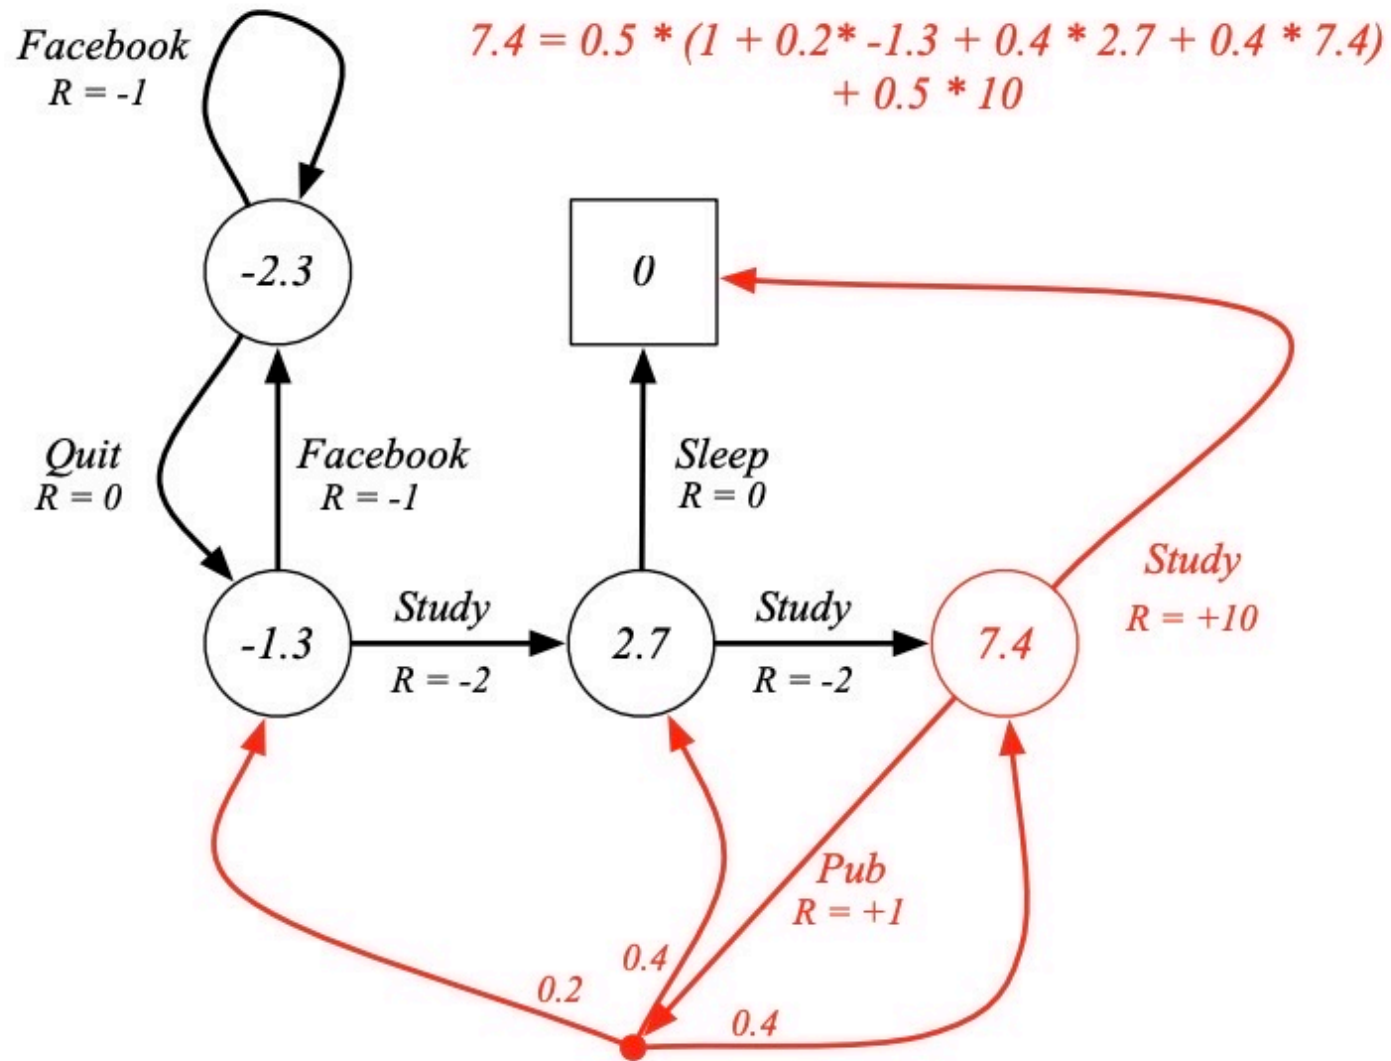 Facebook
R = -1
7.4 = 0.5 * (1 + 0.2* -1.3 + 0.4 * 2.7 + 0.4 * 7.4)
+ 0.5 * 10
-2.3
0
Quit
R = 0
Facebook
R = -1
Sleep
R = 0
Study
R = +10
-1.3
Study
R = -2
2.7
Study
R = -2
7.4
Pub
R = +1
0.2
0.4
0.4